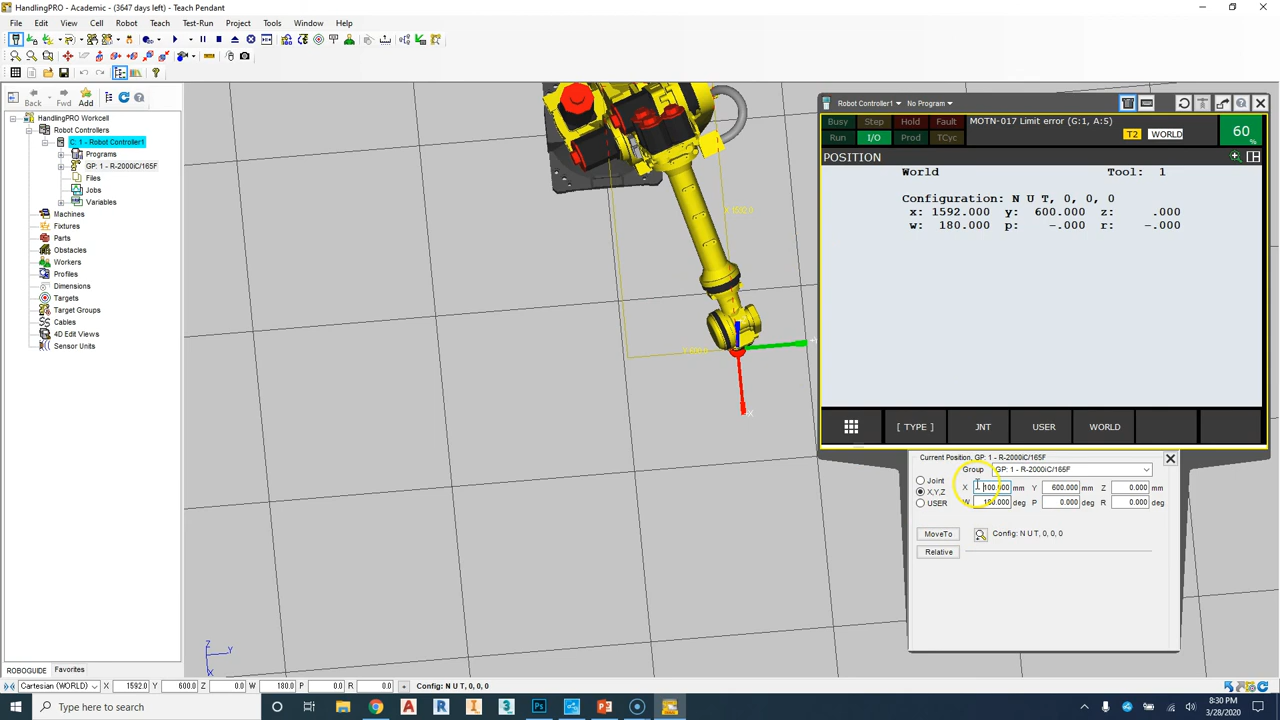 HandlingPRO - Academic - (3647 days left) - Teach Pendant
File Edit View Cell Robot Teach Test-Run Project Tools Window Help
Back Fwd Add
HandlingPRO Workcell
Robot Controllers
C: 1 - Robot Controller1
Programs
GP: 1 - R-2000iC/165F
Files
Jobs
Variables
Machines
Fixtures
Parts
Obstacles
Workers
Profiles
Dimensions
Targets
Target Groups
Cables
4D Edit Views
Sensor Units
ROBOGUIDE Favorites
Robot Controller1 No Program
Busy Step Hold Fault
Run I/O Prod TCyc
MOTN-017 Limit error (G:1, A:5)
T2 WORLD
60 %
POSITION
World Tool: 1
Configuration: N U T, 0, 0, 0
x: 1592.000 y: 600.000 z: .000
w: 180.000 p: -.000 r: -.000
[ TYPE ] JNT USER WORLD
Current Position, GP: 1 - R-2000iC/165F
Group GP: 1 - R-2000iC/165F
Joint
X,Y,Z
USER
X 100.000 mm Y 600.000 mm Z 0.000 mm
W 180.000 deg P 0.000 deg R 0.000 deg
MoveTo Config: N U T, 0, 0, 0
Relative
X
Z Y
X
Cartesian (WORLD) X 1592.0 Y 600.0 Z 0.0 W 180.0 P 0.0 R 0.0 Config: N U T, 0, 0, 0
Type here to search
8:30 PM
3/28/2020